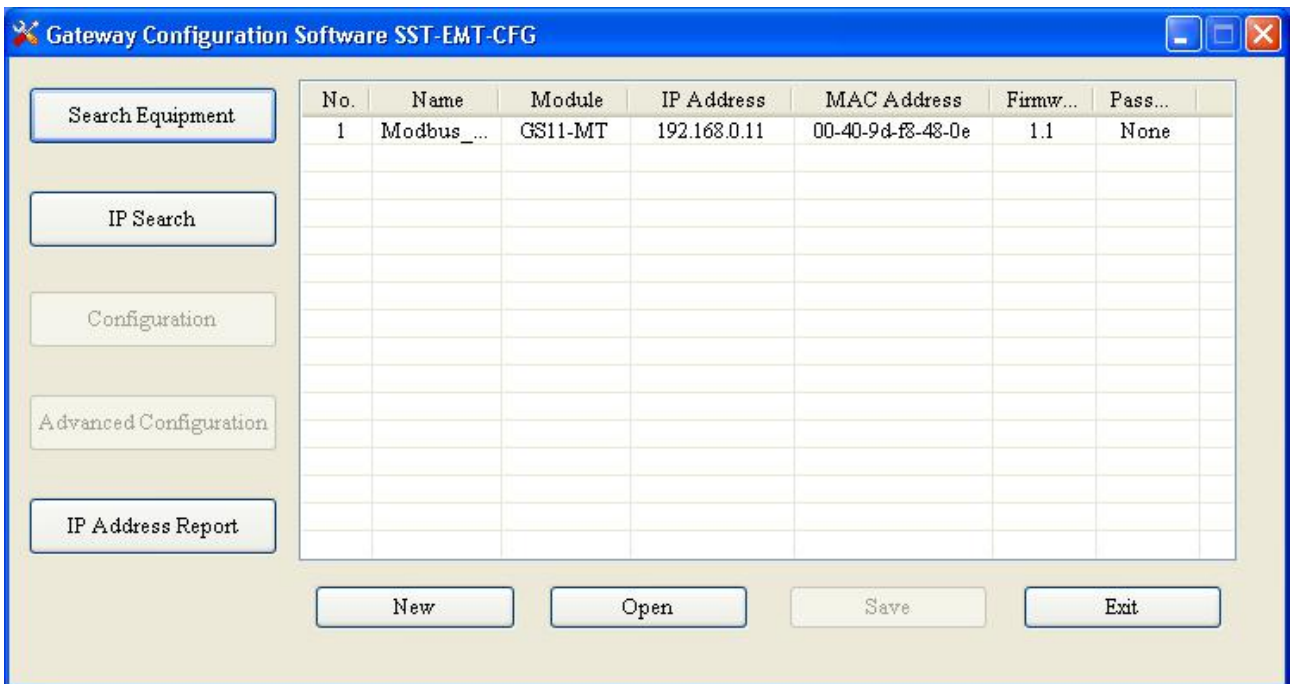 Gateway Configuration Software SST-EMT-CFG
Search Equipment
IP Search
Configuration
Advanced Configuration
IP Address Report
No. Name Module IP Address MAC Address Firmw... Pass...
1 Modbus_... GS11-MT 192.168.0.11 00-40-9d-f8-48-0e 1.1 None
New Open Save Exit